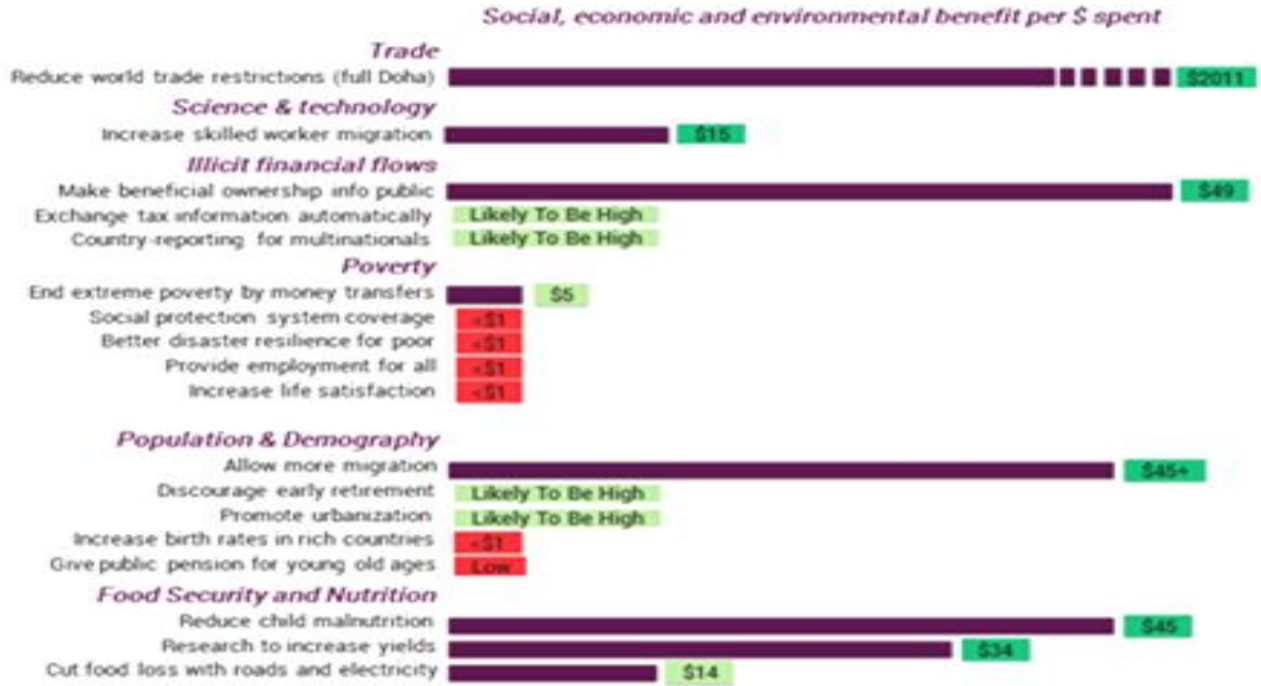 Social, economic and environmental benefit per $ spent
Trade
Reduce world trade restrictions (full Doha) $2011
Science & technology
Increase skilled worker migration $15
Illicit financial flows
Make beneficial ownership info public $49
Exchange tax information automatically Likely To Be High
Country-reporting for multinationals Likely To Be High
Poverty
End extreme poverty by money transfers $5
Social protection system coverage <$1
Better disaster resilience for poor <$1
Provide employment for all <$1
Increase life satisfaction <$1
Population & Demography
Allow more migration $45+
Discourage early retirement Likely To Be High
Promote urbanization Likely To Be High
Increase birth rates in rich countries <$1
Give public pension for young old ages Low
Food Security and Nutrition
Reduce child malnutrition $45
Research to increase yields $34
Cut food loss with roads and electricity $14